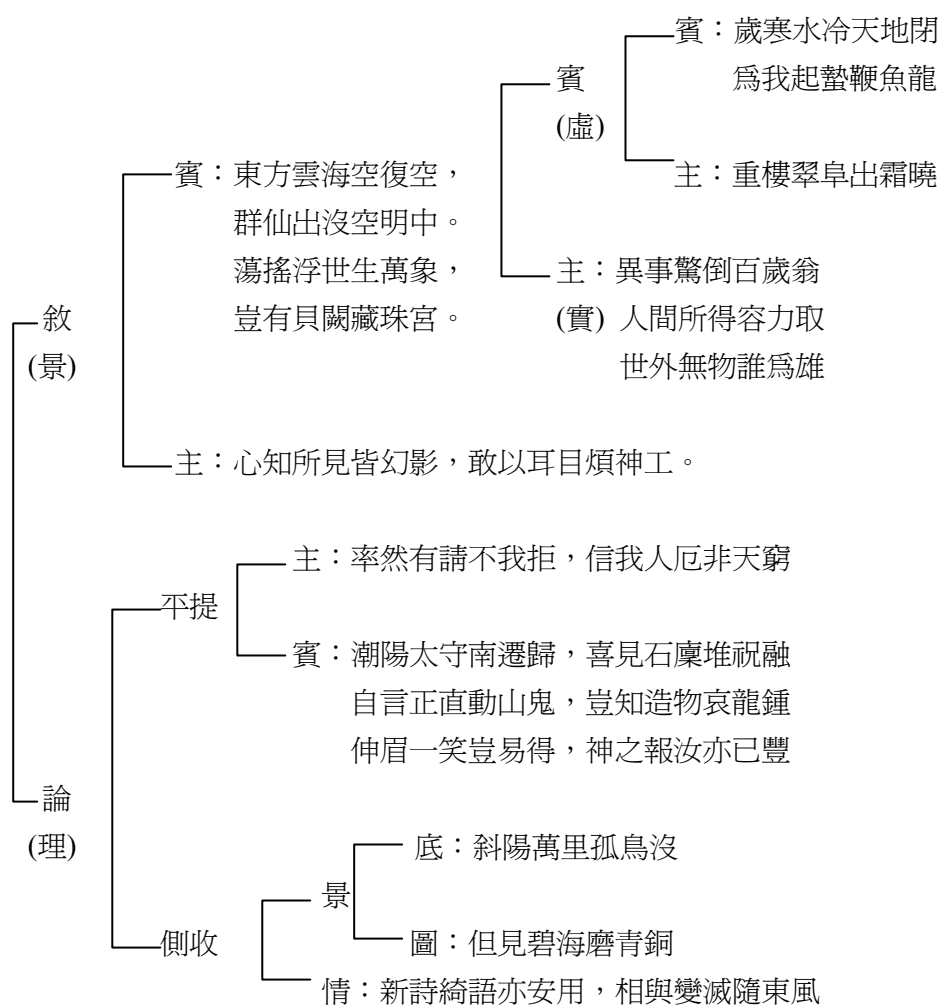 賓：歲寒水冷天地閉
為我起蟄鞭魚龍
賓
(虛)
主：重樓翠阜出霜曉
賓：東方雲海空復空，
群仙出沒空明中。
蕩搖浮世生萬象，
豈有貝闕藏珠宮。
主：異事驚倒百歲翁
(實) 人間所得容力取
世外無物誰為雄
敘
(景)
主：心知所見皆幻影，敢以耳目煩神工。
主：率然有請不我拒，信我人厄非天窮
平提
賓：潮陽太守南遷歸，喜見石廩堆祝融
自言正直動山鬼，豈知造物哀龍鍾
伸眉一笑豈易得，神之報汝亦已豐
論
(理)
底：斜陽萬里孤鳥沒
景
側收
圖：但見碧海磨青銅
情：新詩綺語亦安用，相與變滅隨東風